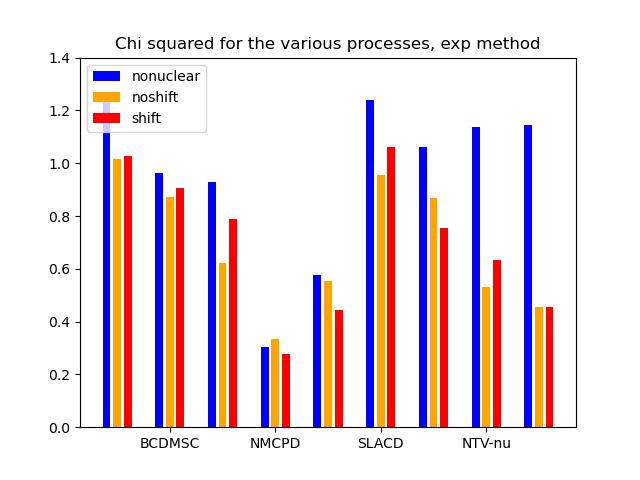 Chi squared for the various processes, exp method
nonuclear
noshift
shift
1.4
1.2
1.0
0.8
0.6
0.4
0.2
0.0
BCDMSC NMCPD SLACD NTV-nu